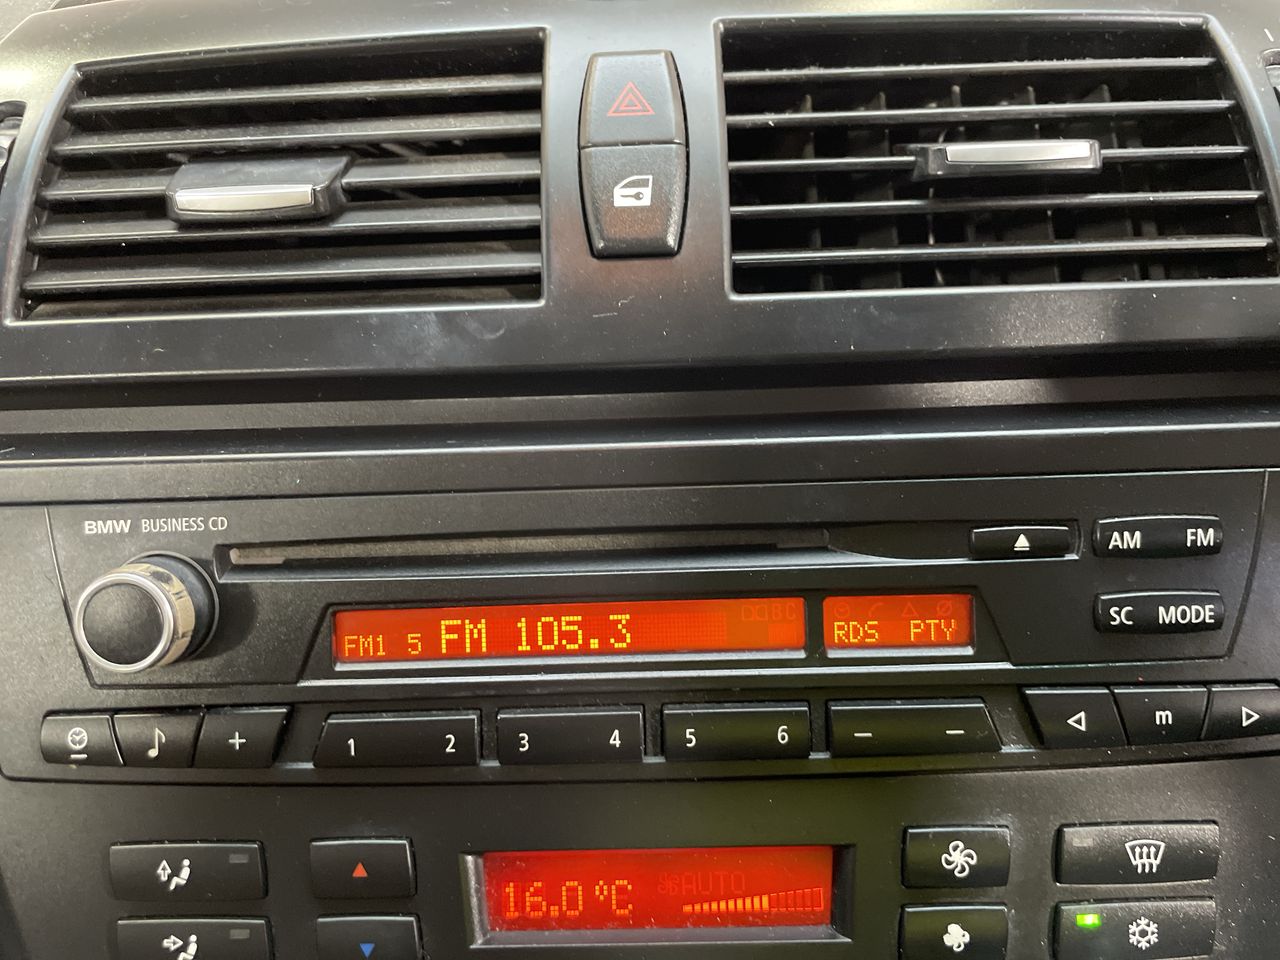 BMW BUSINESS CD
AM FM
FM1 5 FM 105.3
RDS PTY
SC MODE
1 2 3 4 5 6 m
16.0 °C AUTO